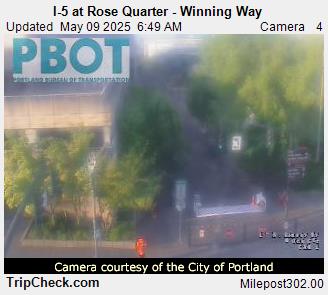 I-5 at Rose Quarter - Winning Way
Updated May 09 2025 6:49 AM Camera 4
PBOT
PORTLAND BUREAU OF TRANSPORTATION
Camera courtesy of the City of Portland
TripCheck.com Milepost302.00